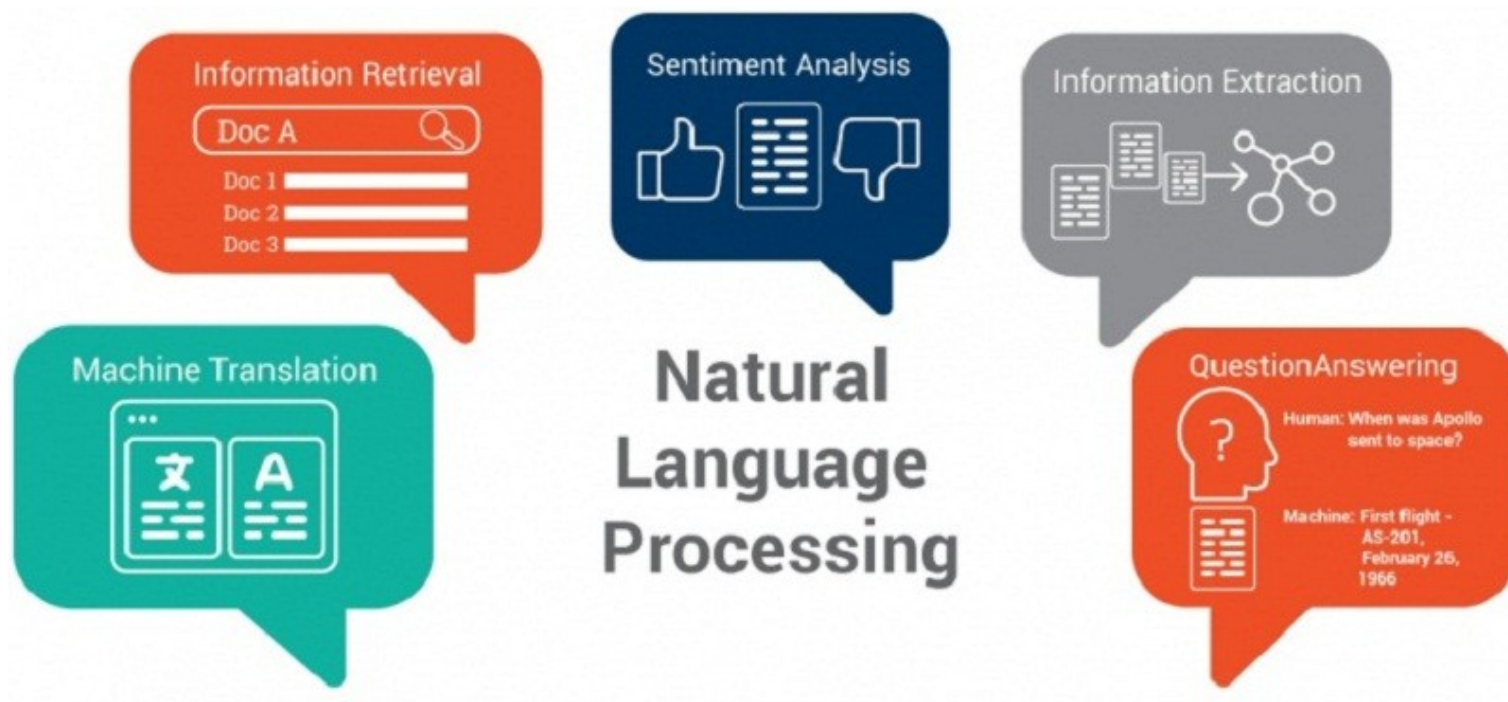 Information Retrieval
Doc A
Doc 1
Doc 2
Doc 3
Sentiment Analysis
Information Extraction
Machine Translation
文 A
Natural
Language
Processing
QuestionAnswering
?
Human: When was Apollo
sent to space?
Machine: First flight -
AS-201,
February 26,
1966